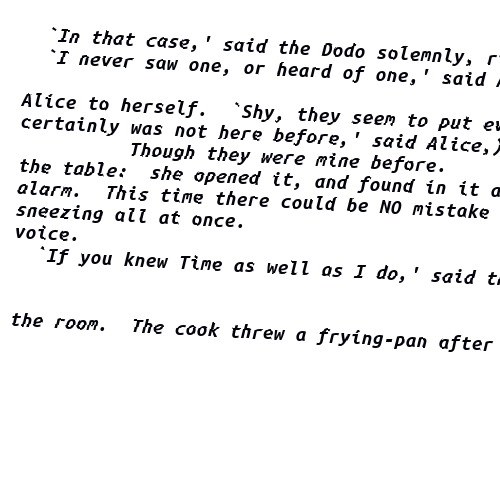 `In that case,' said the Dodo solemnly,
`I never saw one, or heard of one,' said
Alice to herself.  `Shy, they seem to put
certainly was not here before,' said Alice,)
Though they were mine before.
the table:  she opened it, and found in it
alarm.  This time there could be NO mistake
sneezing all at once.
voice.
`If you knew Time as well as I do,' said
the room.  The cook threw a frying-pan after